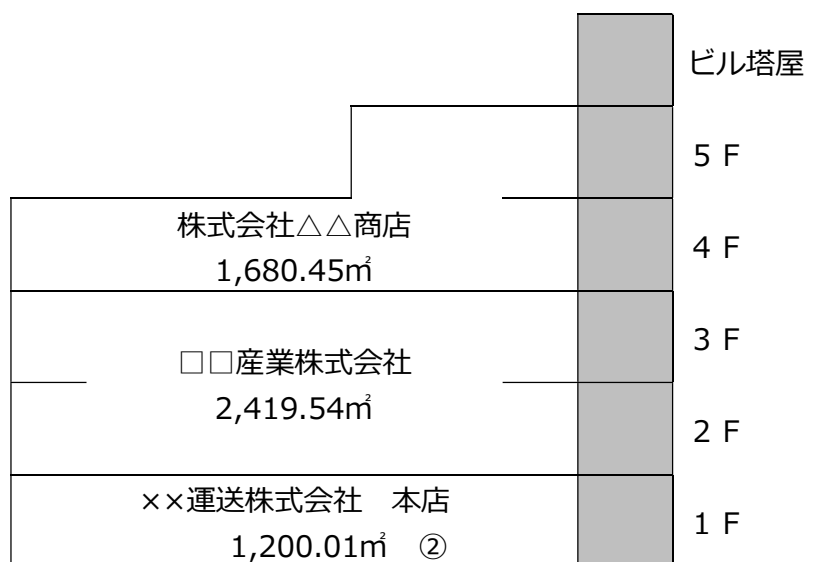 ビル塔屋
5 F
株式会社△△商店
1,680.45㎡
4 F
3 F
□□産業株式会社
2,419.54㎡
2 F
××運送株式会社　本店
1,200.01㎡　②
1 F